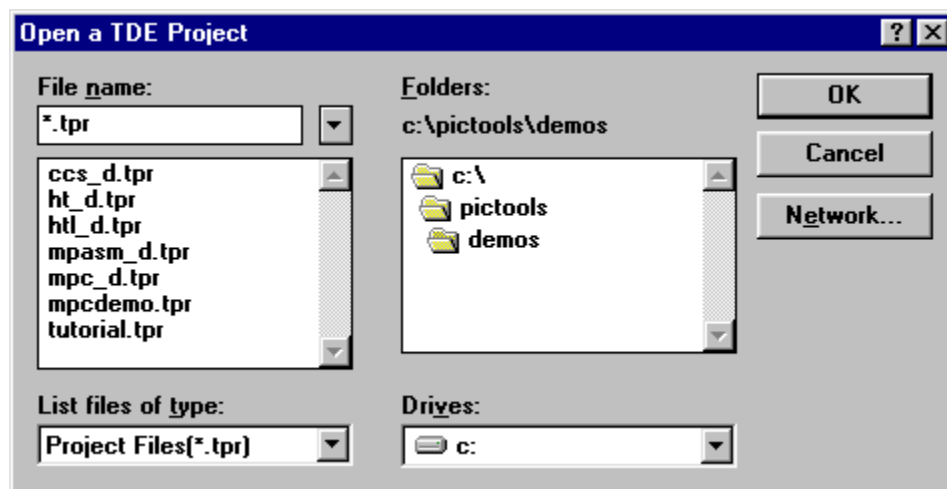 Open a TDE Project
File name:
*.tpr
ccs_d.tpr
ht_d.tpr
htl_d.tpr
mpasm_d.tpr
mpc_d.tpr
mpcdemo.tpr
tutorial.tpr
List files of type:
Project Files(*.tpr)
Folders:
c:\pictools\demos
c:\
pictools
demos
Drives:
c:
OK
Cancel
Network...